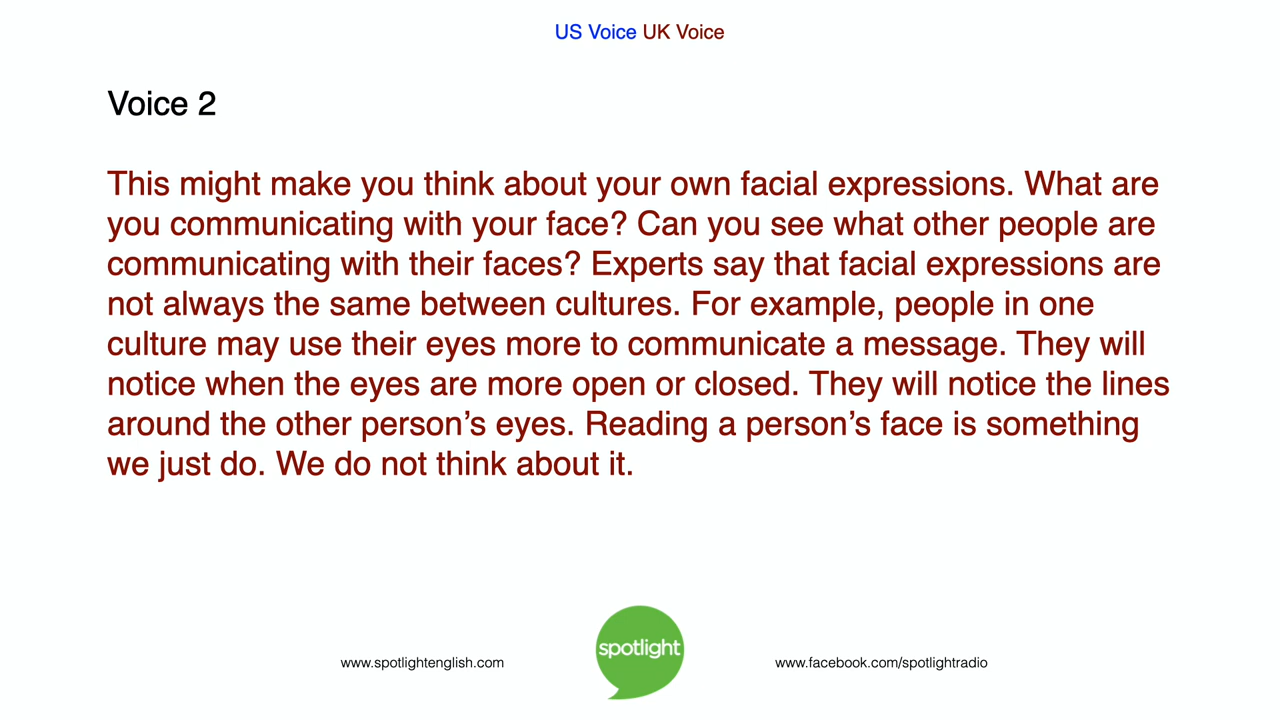 US Voice UK Voice
Voice 2
This might make you think about your own facial expressions. What are
you communicating with your face? Can you see what other people are
communicating with their faces? Experts say that facial expressions are
not always the same between cultures. For example, people in one
culture may use their eyes more to communicate a message. They will
notice when the eyes are more open or closed. They will notice the lines
around the other person’s eyes. Reading a person’s face is something
we just do. We do not think about it.
www.spotlightenglish.com
spotlight
www.facebook.com/spotlightradio